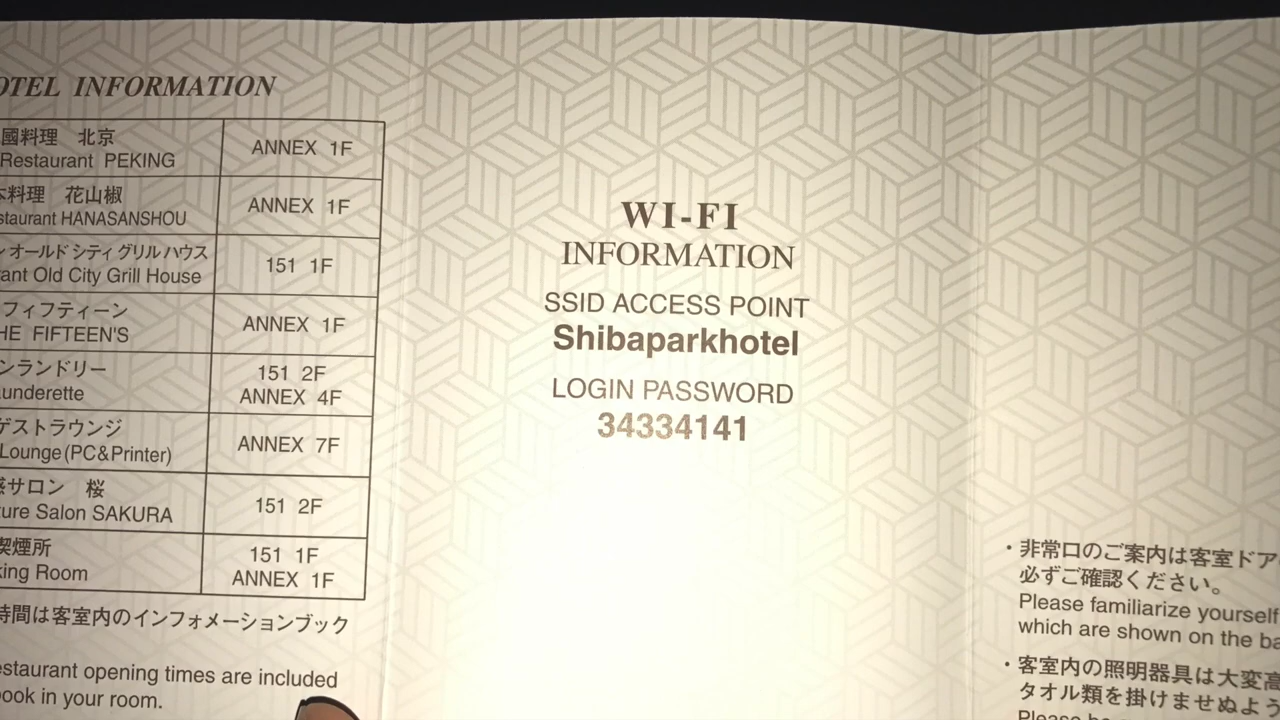 HOTEL INFORMATION
國料理 北京
Restaurant PEKING
ANNEX 1F
料理 花山椒
staurant HANASANSHOU
ANNEX 1F
オールドシティグリルハウス
ant Old City Grill House
151 1F
フィフティーン
HE FIFTEEN'S
ANNEX 1F
ンランドリー
underette
151 2F
ANNEX 4F
ゲストラウンジ
Lounge(PC&Printer)
ANNEX 7F
サロン 桜
ure Salon SAKURA
151 2F
喫煙所
king Room
151 1F
ANNEX 1F
時間は客室内のインフォメーションブック
estaurant opening times are included
ook in your room.
WI-FI
INFORMATION
SSID ACCESS POINT
Shibaparkhotel
LOGIN PASSWORD
34334141
・非常口のご案内は客室ドア
必ずご確認ください。
Please familiarize yourself
which are shown on the ba
・客室内の照明器具は大変高
タオル類を掛けませぬよう